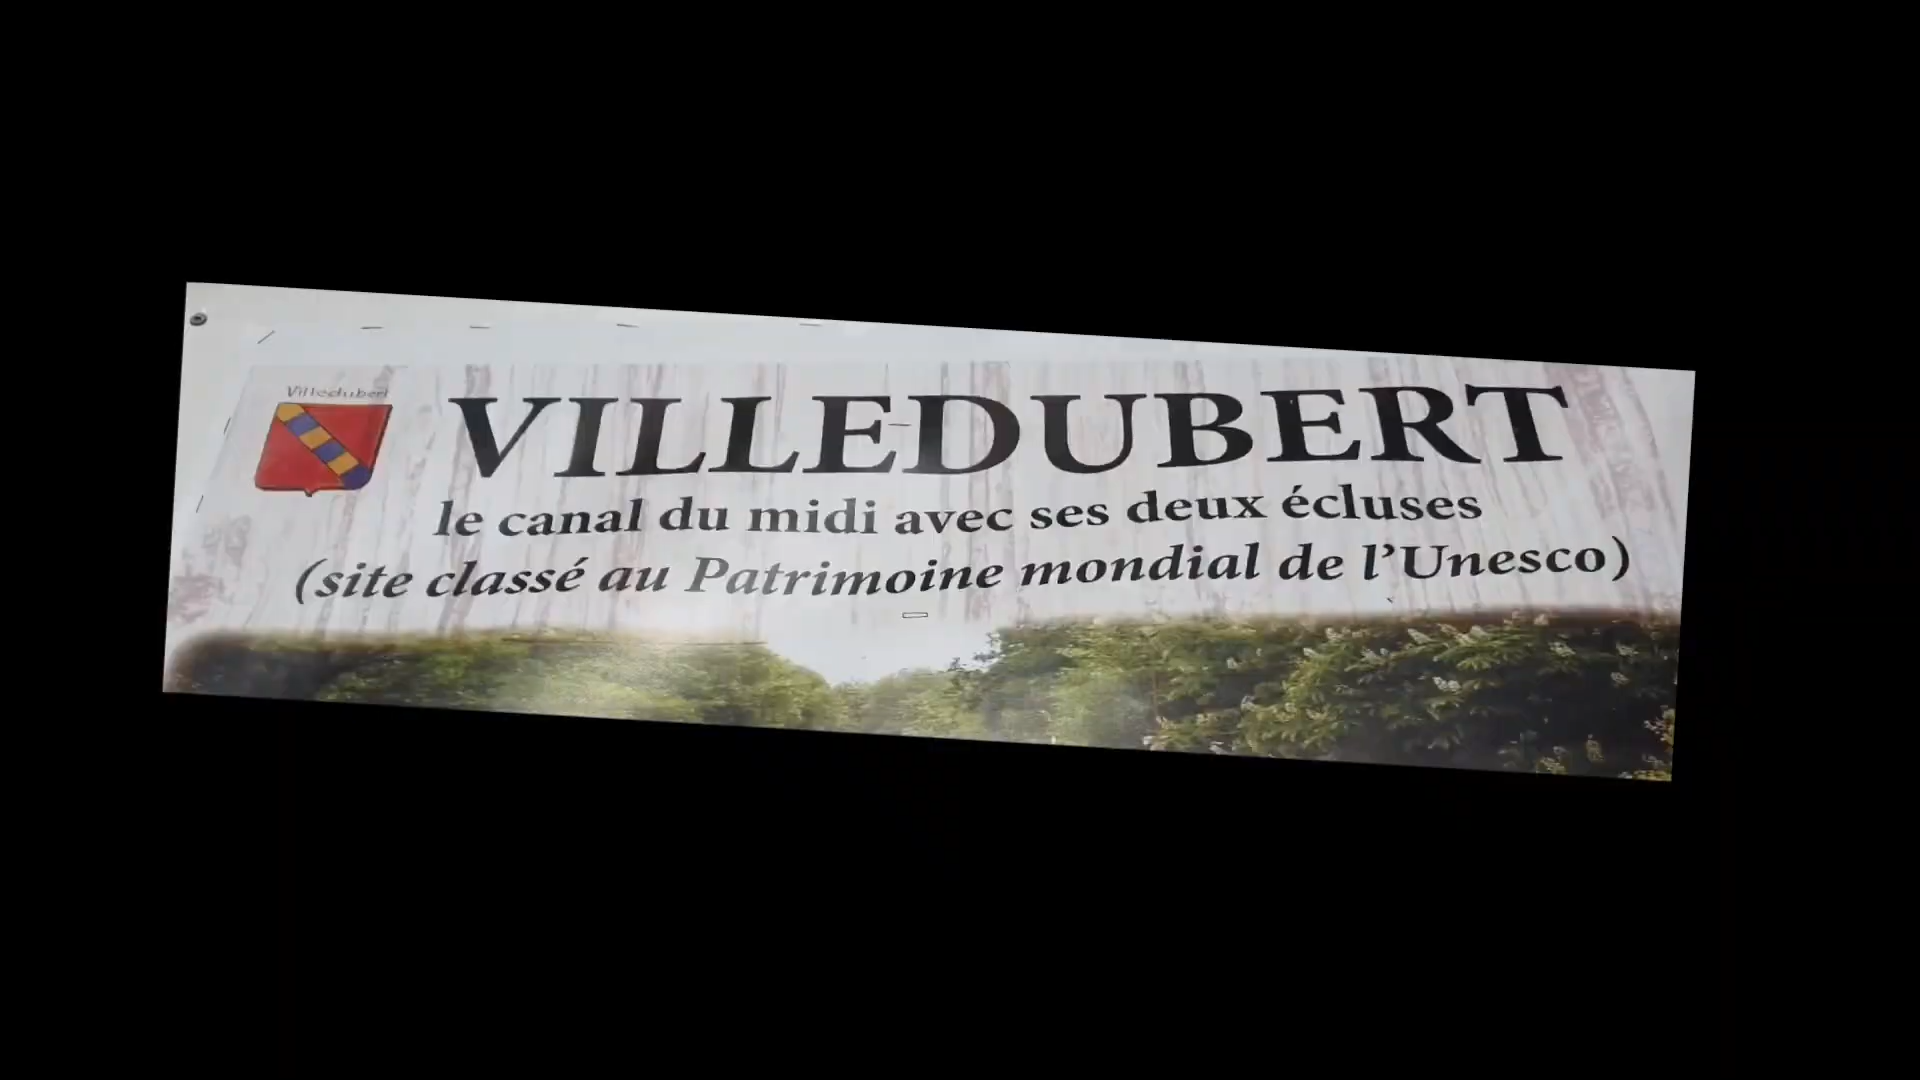 Villedubert
VILLEDUBERT
le canal du midi avec ses deux écluses
(site classé au Patrimoine mondial de l'Unesco)